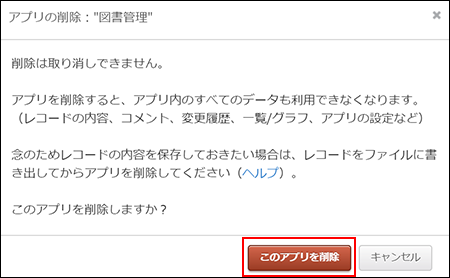 アプリの削除："図書管理"
削除は取り消しできません。
アプリを削除すると、アプリ内のすべてのデータも利用できなくなります。
（レコードの内容、コメント、変更履歴、一覧/グラフ、アプリの設定など）
念のためレコードの内容を保存しておきたい場合は、レコードをファイルに書
き出してからアプリを削除してください（ヘルプ）。
このアプリを削除しますか？
このアプリを削除 キャンセル